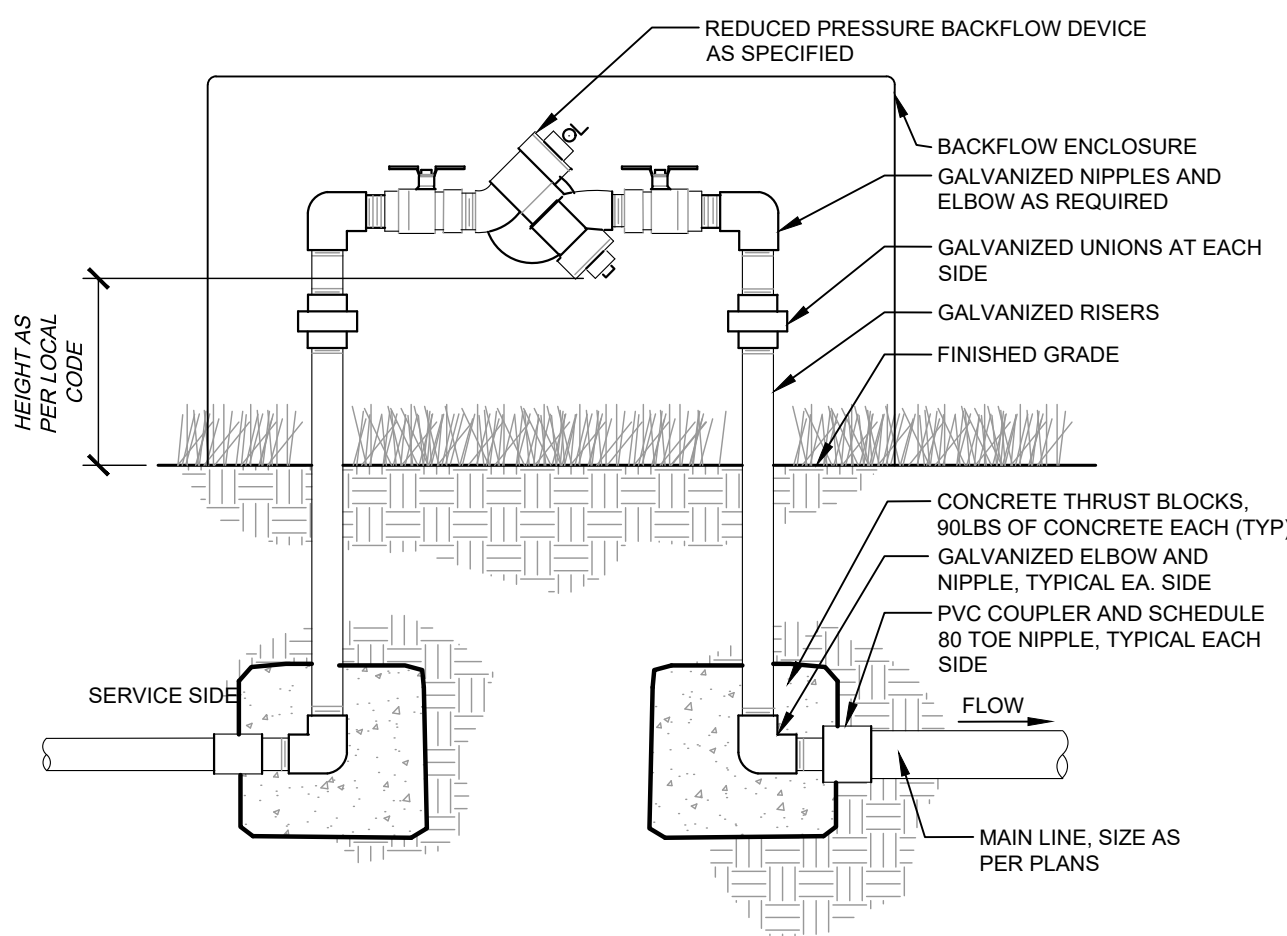 REDUCED PRESSURE BACKFLOW DEVICE
AS SPECIFIED
BACKFLOW ENCLOSURE
GALVANIZED NIPPLES AND
ELBOW AS REQUIRED
GALVANIZED UNIONS AT EACH
SIDE
GALVANIZED RISERS
FINISHED GRADE
HEIGHT AS
PER LOCAL
CODE
CONCRETE THRUST BLOCKS,
90LBS OF CONCRETE EACH (TYP)
GALVANIZED ELBOW AND
NIPPLE, TYPICAL EA. SIDE
PVC COUPLER AND SCHEDULE
80 TOE NIPPLE, TYPICAL EACH
SIDE
SERVICE SIDE
FLOW
MAIN LINE, SIZE AS
PER PLANS